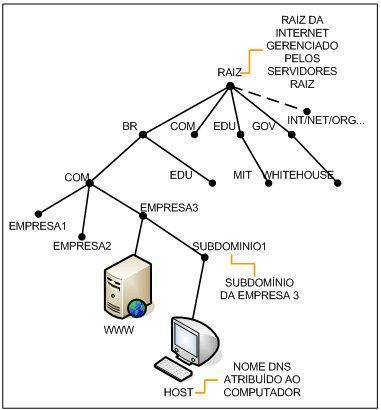 RAIZ DA
INTERNET
GERENCIADO
PELOS
SERVIDORES
RAIZ
RAIZ
INT/NET/ORG...
BR
COM
EDU
GOV
COM
EDU
MIT
WHITEHOUSE
EMPRESA1
EMPRESA2
EMPRESA3
SUBDOMINIO1
SUBDOMÍNIO
DA EMPRESA 3
WWW
HOST
NOME DNS
ATRIBUÍDO AO
COMPUTADOR